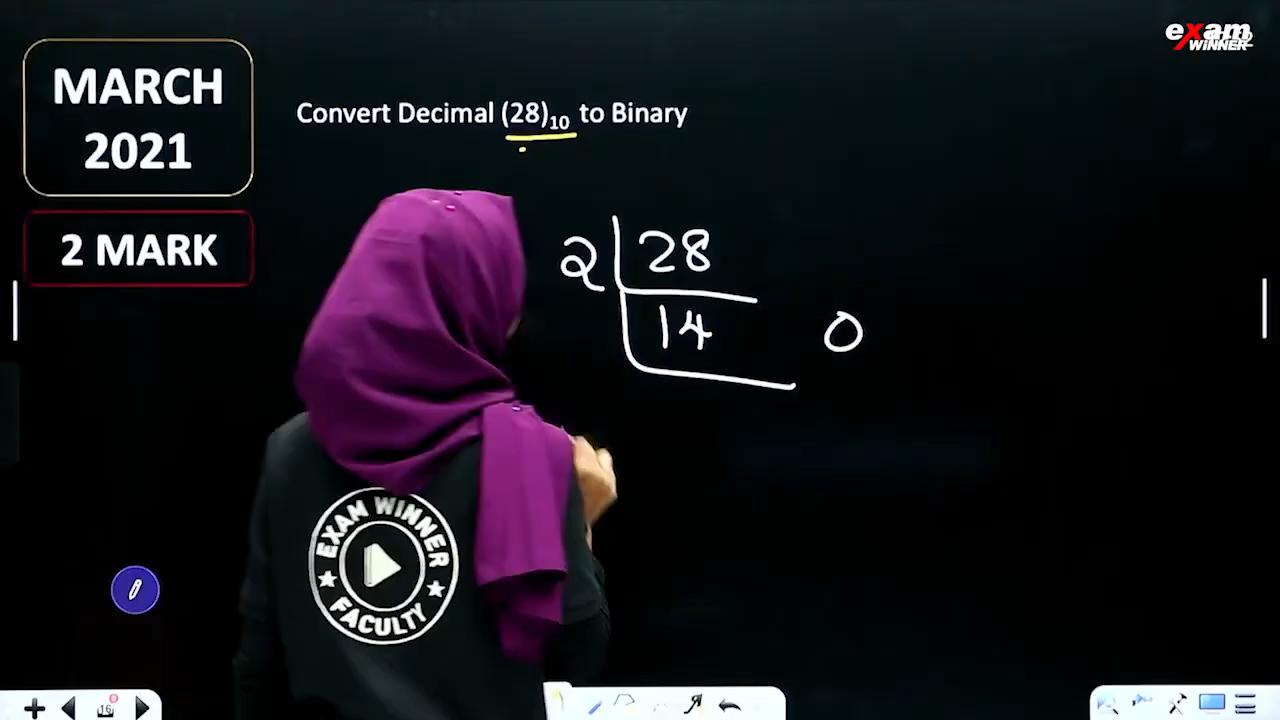 exam
WiNNER
MARCH
2021
Convert Decimal (28)₁₀ to Binary
2 MARK
2 28
14 0
EXAM WINNER
FACULTY
16